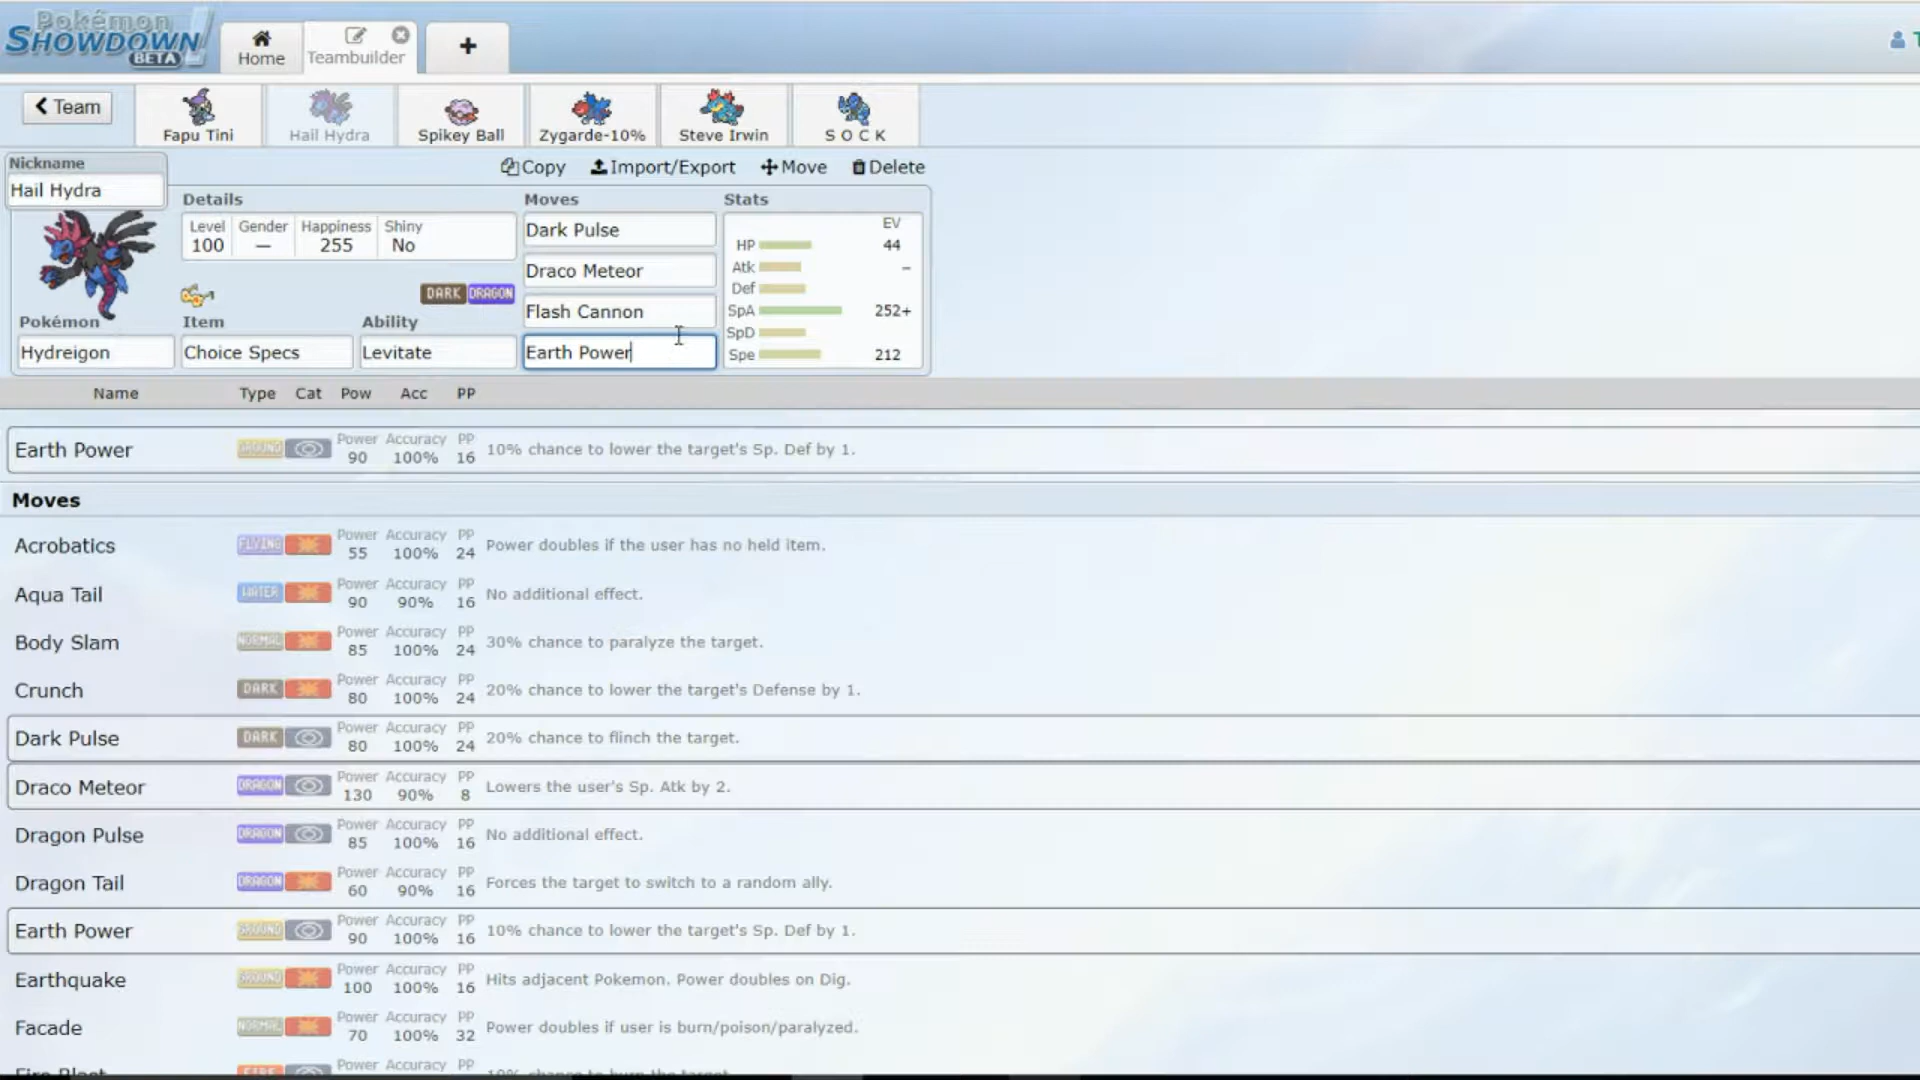 Pokémon
SHOWDOWN!
BETA
Home
Teambuilder
+
Team
Fapu Tini
Hail Hydra
Spikey Ball
Zygarde-10%
Steve Irwin
S O C K
Nickname
Hail Hydra
Copy
Import/Export
Move
Delete
Details
Moves
Stats
Level Gender Happiness Shiny
100 — 255 No
Dark Pulse
Draco Meteor
Flash Cannon
Earth Power
EV
HP 44
Atk –
Def
SpA 252+
SpD
Spe 212
DARK DRAGON
Pokémon Item Ability
Hydreigon Choice Specs Levitate
Name Type Cat Pow Acc PP
Power Accuracy PP
Earth Power GROUND 90 100% 16 10% chance to lower the target's Sp. Def by 1.
Moves
Power Accuracy PP
Acrobatics FLYING 55 100% 24 Power doubles if the user has no held item.
Power Accuracy PP
Aqua Tail WATER 90 90% 16 No additional effect.
Power Accuracy PP
Body Slam NORMAL 85 100% 24 30% chance to paralyze the target.
Power Accuracy PP
Crunch DARK 80 100% 24 20% chance to lower the target's Defense by 1.
Power Accuracy PP
Dark Pulse DARK 80 100% 24 20% chance to flinch the target.
Power Accuracy PP
Draco Meteor DRAGON 130 90% 8 Lowers the user's Sp. Atk by 2.
Power Accuracy PP
Dragon Pulse DRAGON 85 100% 16 No additional effect.
Power Accuracy PP
Dragon Tail DRAGON 60 90% 16 Forces the target to switch to a random ally.
Power Accuracy PP
Earth Power GROUND 90 100% 16 10% chance to lower the target's Sp. Def by 1.
Power Accuracy PP
Earthquake GROUND 100 100% 16 Hits adjacent Pokemon. Power doubles on Dig.
Power Accuracy PP
Facade NORMAL 70 100% 32 Power doubles if user is burn/poison/paralyzed.
Power Accuracy PP
Fire Blast FIRE 10% chance to burn the target.